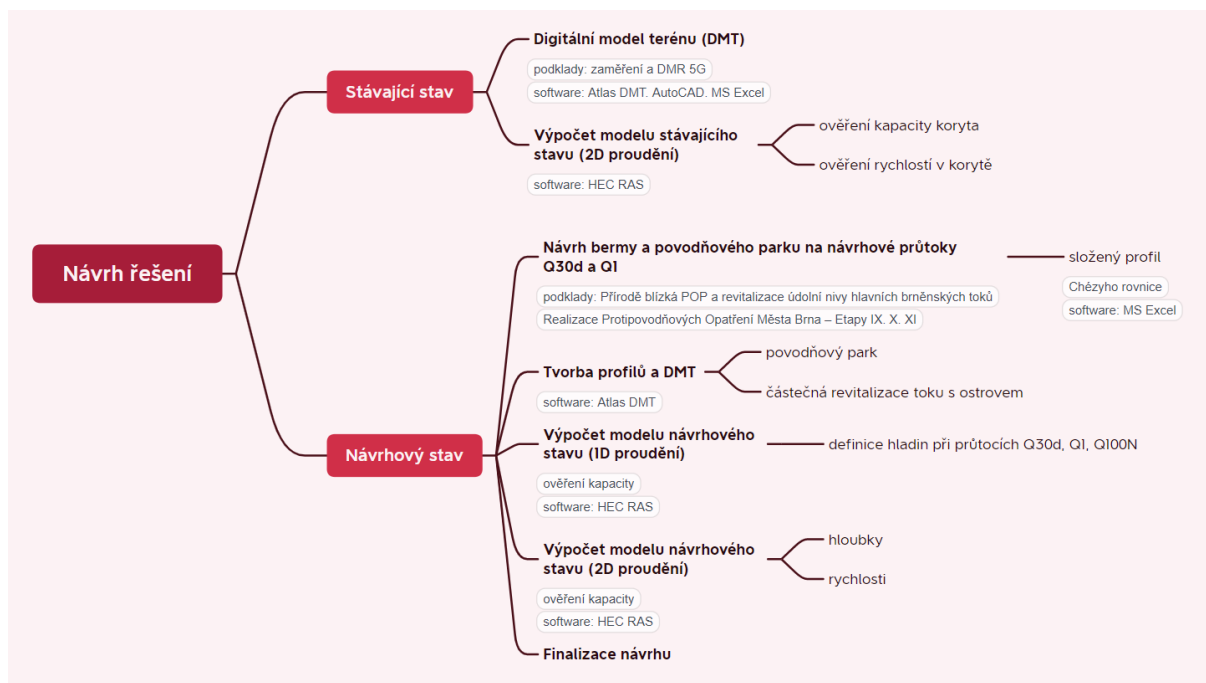 Návrh řešení
Stávající stav
Digitální model terénu (DMT)
podklady: zaměření a DMR 5G
software: Atlas DMT. AutoCAD. MS Excel
Výpočet modelu stávajícího
stavu (2D proudění)
software: HEC RAS
ověření kapacity koryta
ověření rychlostí v korytě
Návrhový stav
Návrh bermy a povodňového parku na návrhové průtoky
Q30d a Q1
podklady: Přírodě blízká POP a revitalizace údolní nivy hlavních brněnských toků
Realizace Protipovodňových Opatření Města Brna – Etapy IX. X. XI
složený profil
Chézyho rovnice
software: MS Excel
Tvorba profilů a DMT
software: Atlas DMT
povodňový park
částečná revitalizace toku s ostrovem
Výpočet modelu návrhového
stavu (1D proudění)
ověření kapacity
software: HEC RAS
definice hladin při průtocích Q30d, Q1, Q100N
Výpočet modelu návrhového
stavu (2D proudění)
ověření kapacity
software: HEC RAS
hloubky
rychlosti
Finalizace návrhu